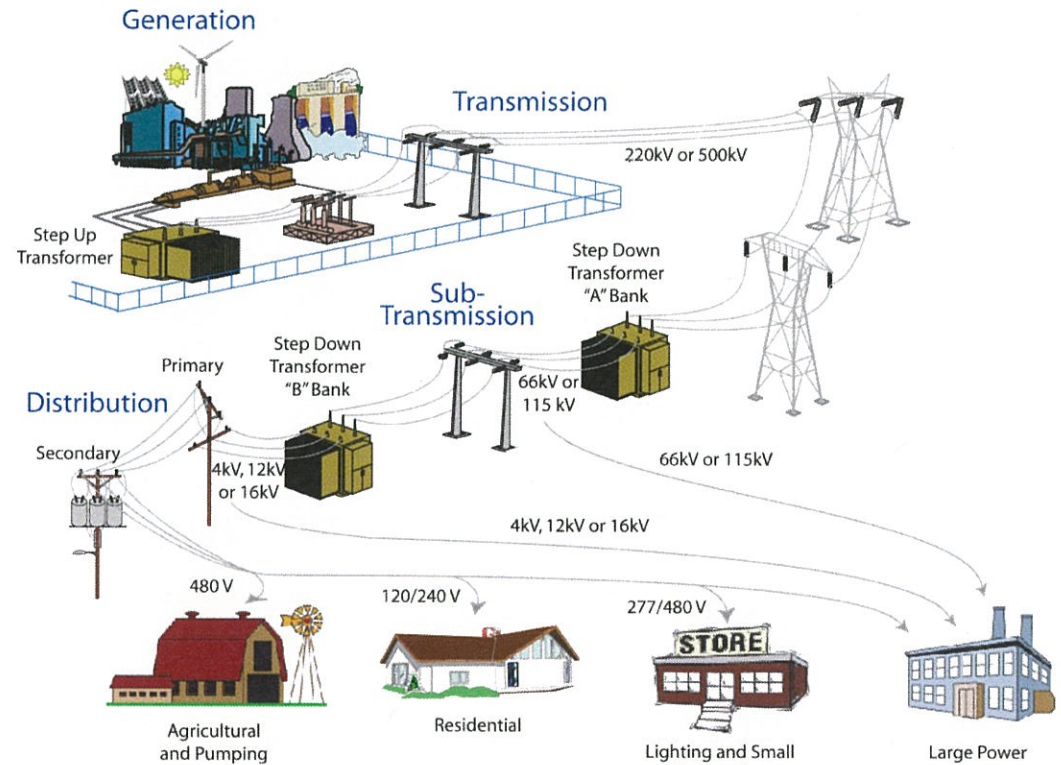 Generation
Transmission
220kV or 500kV
Step Up
Transformer
Step Down
Transformer
"A" Bank
Sub-
Transmission
Step Down
Transformer
"B" Bank
66kV or
115 kV
Primary
Distribution
Secondary
4kV, 12kV
or 16kV
66kV or 115kV
4kV, 12kV or 16kV
480 V
120/240 V
277/480 V
STORE
Agricultural
and Pumping
Residential
Lighting and Small
Large Power